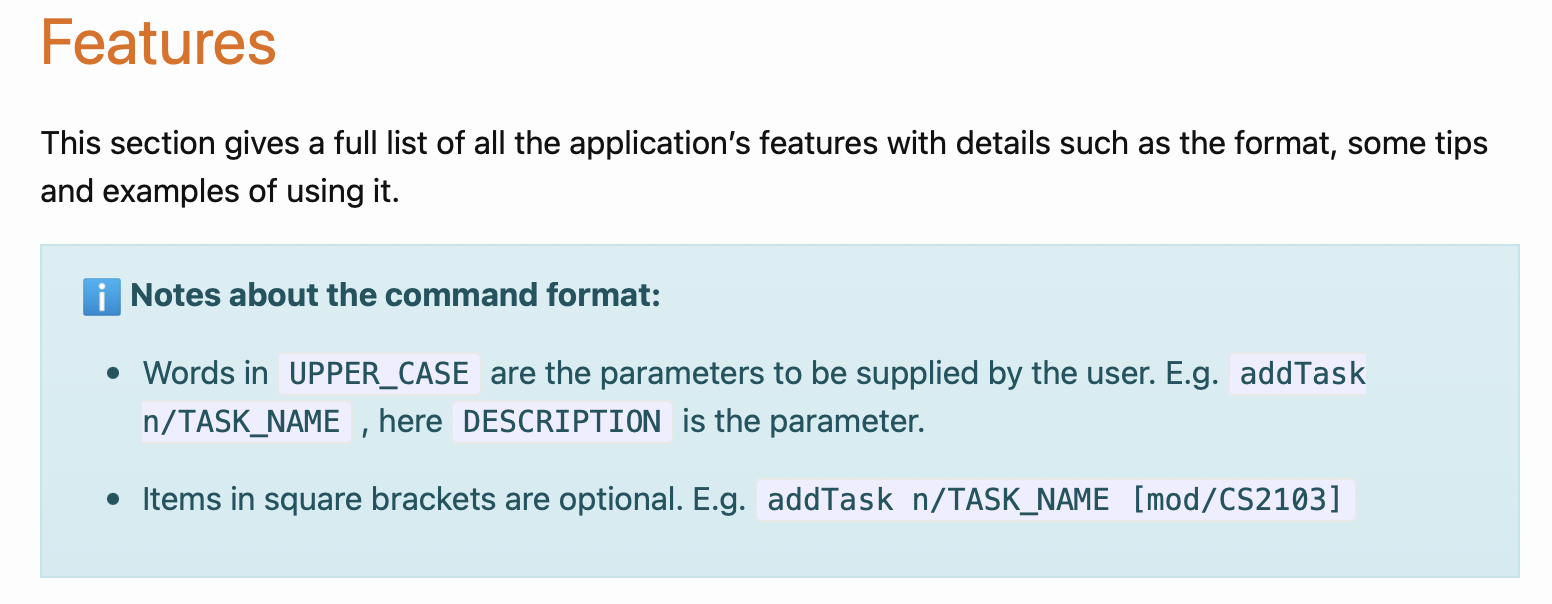 Features
This section gives a full list of all the application’s features with details such as the format, some tips
and examples of using it.
ℹ️ Notes about the command format:
• Words in UPPER_CASE are the parameters to be supplied by the user. E.g. addTask
n/TASK_NAME , here DESCRIPTION is the parameter.
• Items in square brackets are optional. E.g. addTask n/TASK_NAME [mod/CS2103]